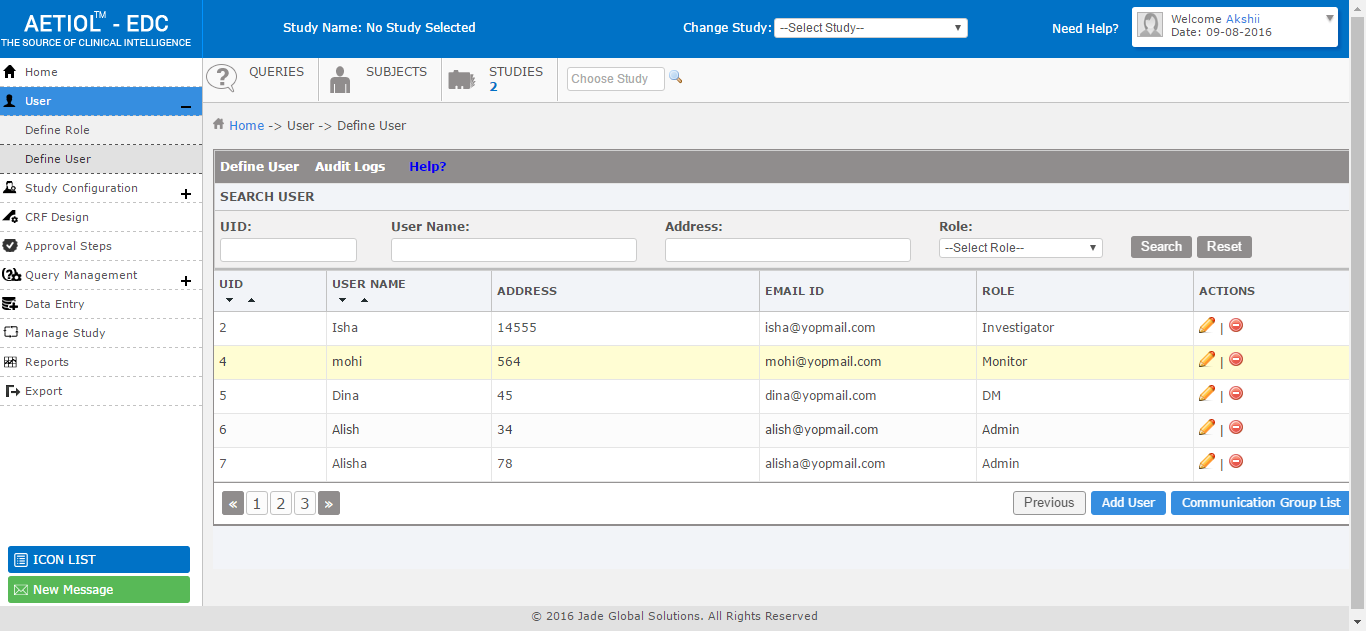 AETIOL™ - EDC
THE SOURCE OF CLINICAL INTELLIGENCE
Study Name: No Study Selected
Change Study: --Select Study--
Need Help?
Welcome Akshii
Date: 09-08-2016
Home
User
Define Role
Define User
Study Configuration
CRF Design
Approval Steps
Query Management
Data Entry
Manage Study
Reports
Export
ICON LIST
New Message
QUERIES
SUBJECTS
STUDIES
2
Choose Study
Home -> User -> Define User
Define User Audit Logs Help?
SEARCH USER
UID: User Name: Address: Role:
--Select Role-- Search Reset
UID USER NAME ADDRESS EMAIL ID ROLE ACTIONS
2 Isha 14555 isha@yopmail.com Investigator |
4 mohi 564 mohi@yopmail.com Monitor |
5 Dina 45 dina@yopmail.com DM |
6 Alish 34 alish@yopmail.com Admin |
7 Alisha 78 alisha@yopmail.com Admin |
« 1 2 3 » Previous Add User Communication Group List
© 2016 Jade Global Solutions. All Rights Reserved